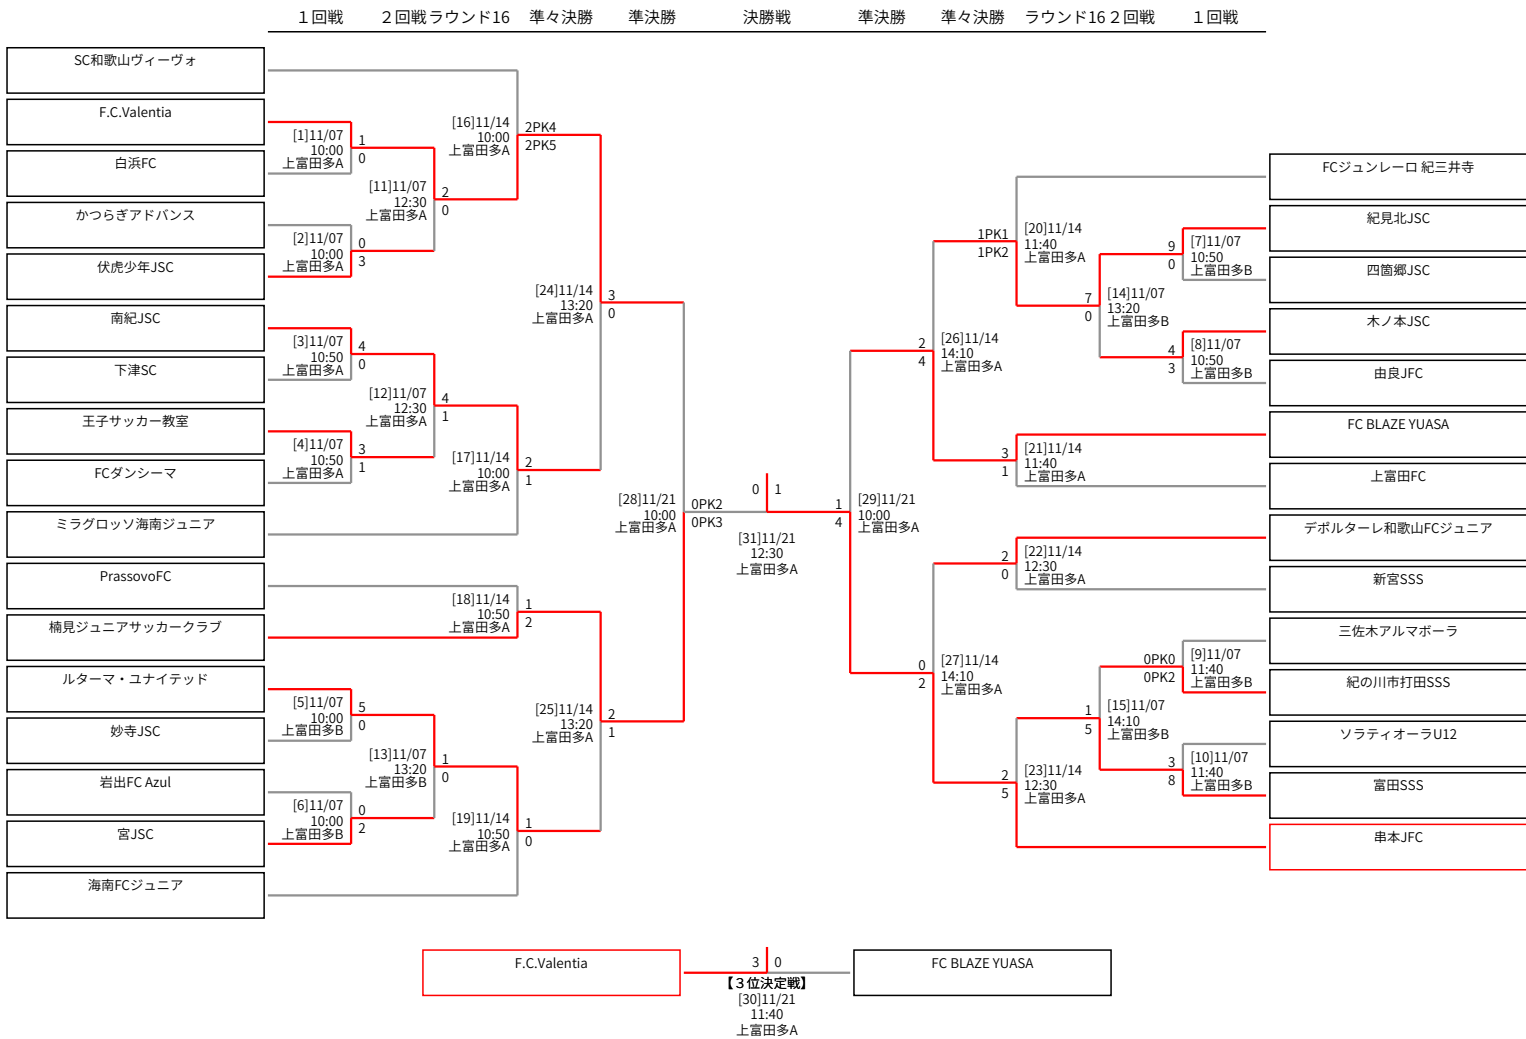 １回戦
２回戦
ラウンド16
準々決勝
準決勝
決勝戦
準決勝
準々決勝
ラウンド16
２回戦
１回戦
SC和歌山ヴィーヴォ
F.C.Valentia
白浜FC
かつらぎアドバンス
伏虎少年JSC
南紀JSC
下津SC
王子サッカー教室
FCダンシーマ
ミラグロッソ海南ジュニア
PrassovoFC
楠見ジュニアサッカークラブ
ルターマ・ユナイテッド
妙寺JSC
岩出FC Azul
宮JSC
海南FCジュニア
[1]11/07
10:00
上富田多A
1
0
[2]11/07
10:00
上富田多A
0
3
[3]11/07
10:50
上富田多A
4
0
[4]11/07
10:50
上富田多A
3
1
[5]11/07
10:00
上富田多B
5
0
[6]11/07
10:00
上富田多B
0
2
[11]11/07
12:30
上富田多A
2
0
[12]11/07
12:30
上富田多A
4
1
[13]11/07
13:20
上富田多B
1
0
[16]11/14
10:00
上富田多A
2PK4
2PK5
[17]11/14
10:00
上富田多A
2
1
[18]11/14
10:50
上富田多A
1
2
[19]11/14
10:50
上富田多A
1
0
[24]11/14
13:20
上富田多A
3
0
[25]11/14
13:20
上富田多A
2
1
[28]11/21
10:00
上富田多A
0PK2
0PK3
0
1
[31]11/21
12:30
上富田多A
1
4
[29]11/21
10:00
上富田多A
2
4
[26]11/14
14:10
上富田多A
0
2
[27]11/14
14:10
上富田多A
1PK1
1PK2
[20]11/14
11:40
上富田多A
3
1
[21]11/14
11:40
上富田多A
2
0
[22]11/14
12:30
上富田多A
2
5
[23]11/14
12:30
上富田多A
7
0
[14]11/07
13:20
上富田多B
1
5
[15]11/07
14:10
上富田多B
9
0
[7]11/07
10:50
上富田多B
4
3
[8]11/07
10:50
上富田多B
0PK0
0PK2
[9]11/07
11:40
上富田多B
3
8
[10]11/07
11:40
上富田多B
FCジュンレーロ 紀三井寺
紀見北JSC
四箇郷JSC
木ノ本JSC
由良JFC
FC BLAZE YUASA
上富田FC
デポルターレ和歌山FCジュニア
新宮SSS
三佐木アルマボーラ
紀の川市打田SSS
ソラティオーラU12
富田SSS
串本JFC
F.C.Valentia
3
0
FC BLAZE YUASA
【３位決定戦】
[30]11/21
11:40
上富田多A